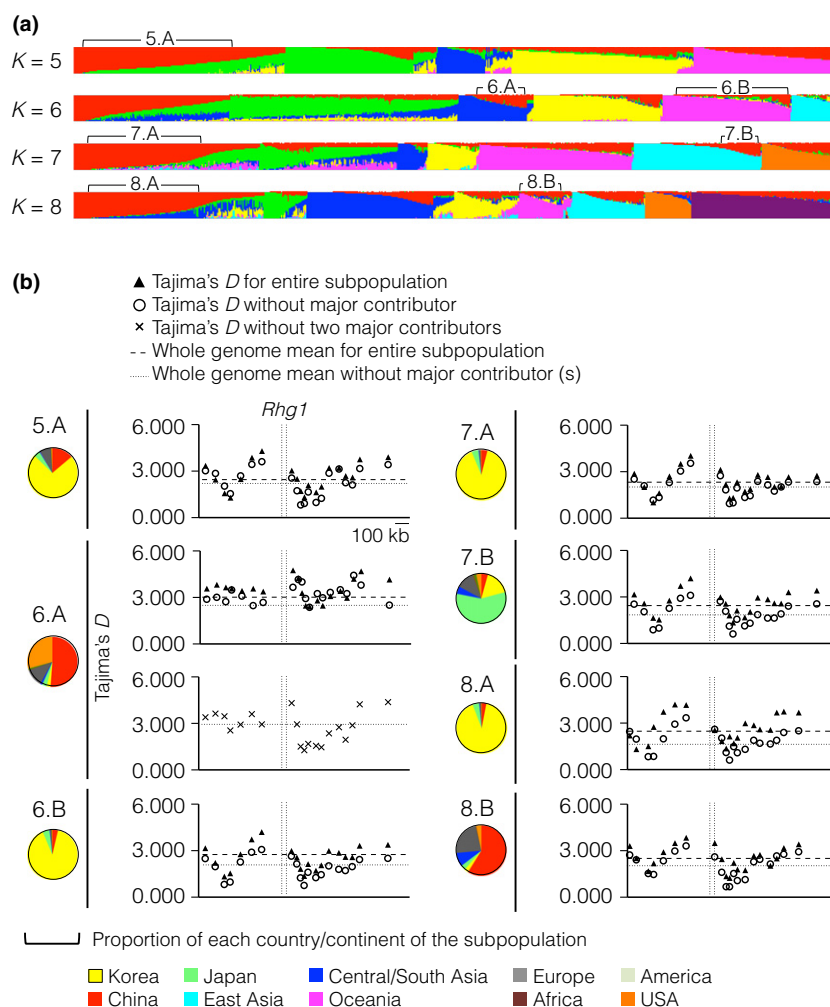 (a)
5.A
K = 5
6.A 6.B
K = 6
7.A 7.B
K = 7
8.A 8.B
K = 8
(b)
▲ Tajima's D for entire subpopulation
○ Tajima's D without major contributor
× Tajima's D without two major contributors
-- Whole genome mean for entire subpopulation
Whole genome mean without major contributor (s)
Rhg1
5.A
6.000
3.000
0.000
100 kb
6.A
Tajima's D
6.000
3.000
0.000
6.000
3.000
0.000
6.B
6.000
3.000
0.000
7.A
6.000
3.000
0.000
7.B
6.000
3.000
0.000
8.A
6.000
3.000
0.000
8.B
6.000
3.000
0.000
Proportion of each country/continent of the subpopulation
Korea Japan Central/South Asia Europe America
China East Asia Oceania Africa USA